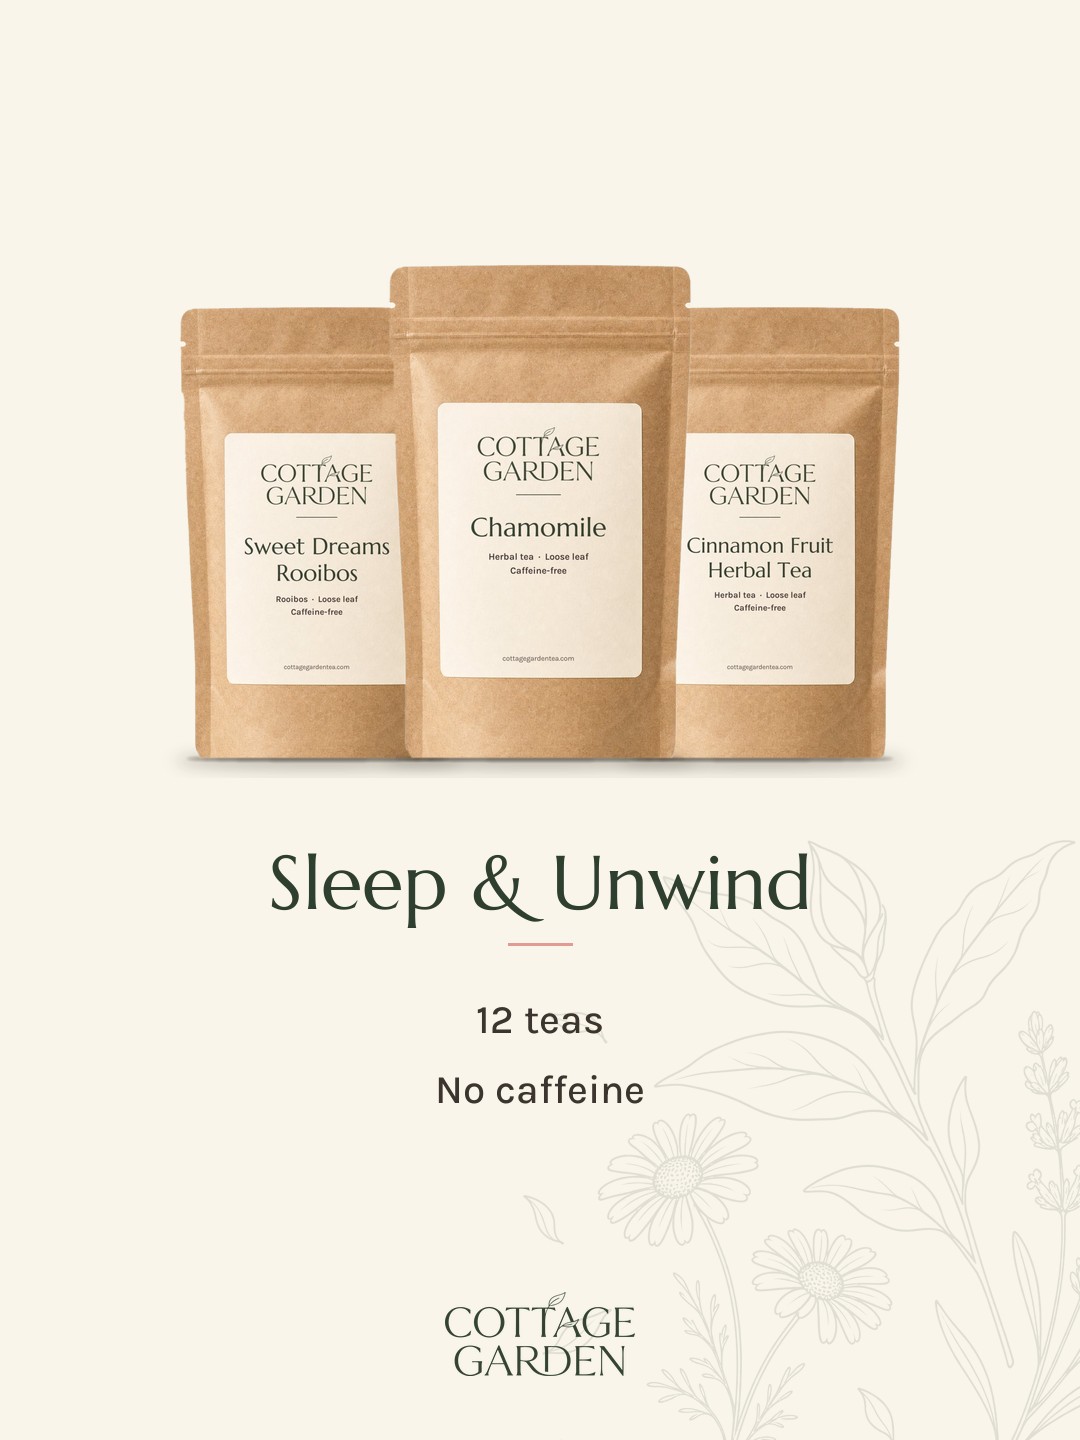 COTTAGE
GARDEN
Sweet Dreams
Rooibos
Rooibos · Loose leaf
Caffeine-free
cottagegardentea.com
COTTAGE
GARDEN
Chamomile
Herbal tea · Loose leaf
Caffeine-free
cottagegardentea.com
COTTAGE
GARDEN
Cinnamon Fruit
Herbal Tea
Herbal tea · Loose leaf
Caffeine-free
cottagegardentea.com
Sleep & Unwind
12 teas
No caffeine
COTTAGE
GARDEN